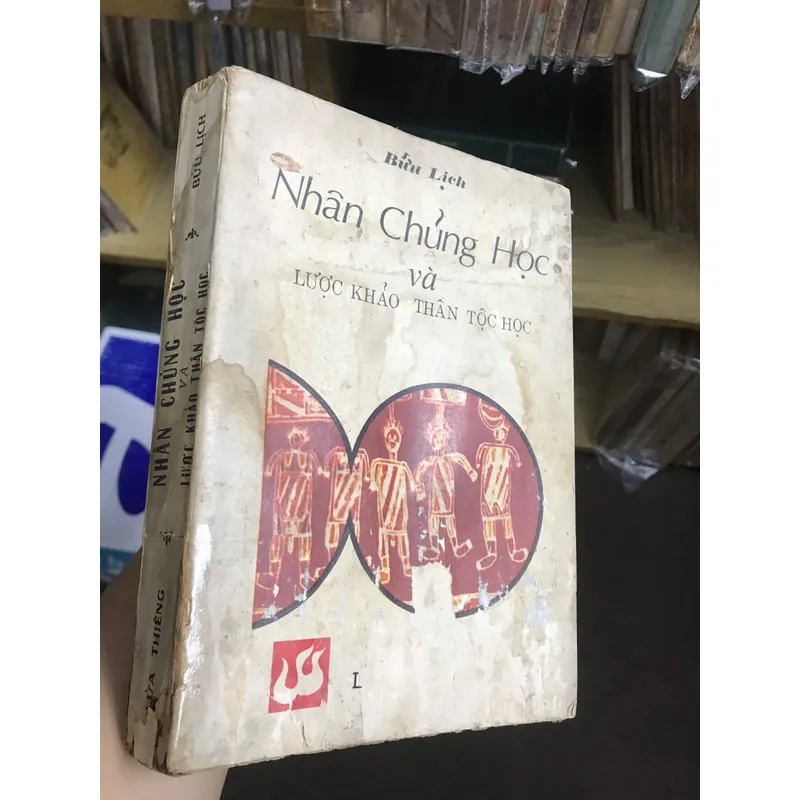 Bửu Lịch
Nhân Chủng Học
và
LƯỢC KHẢO THÂN TỘC HỌC
L
BỬU LỊCH
NHÂN CHỦNG HỌC
VÀ
LƯỢC KHẢO THÂN TỘC HỌC
LỬA THIÊNG